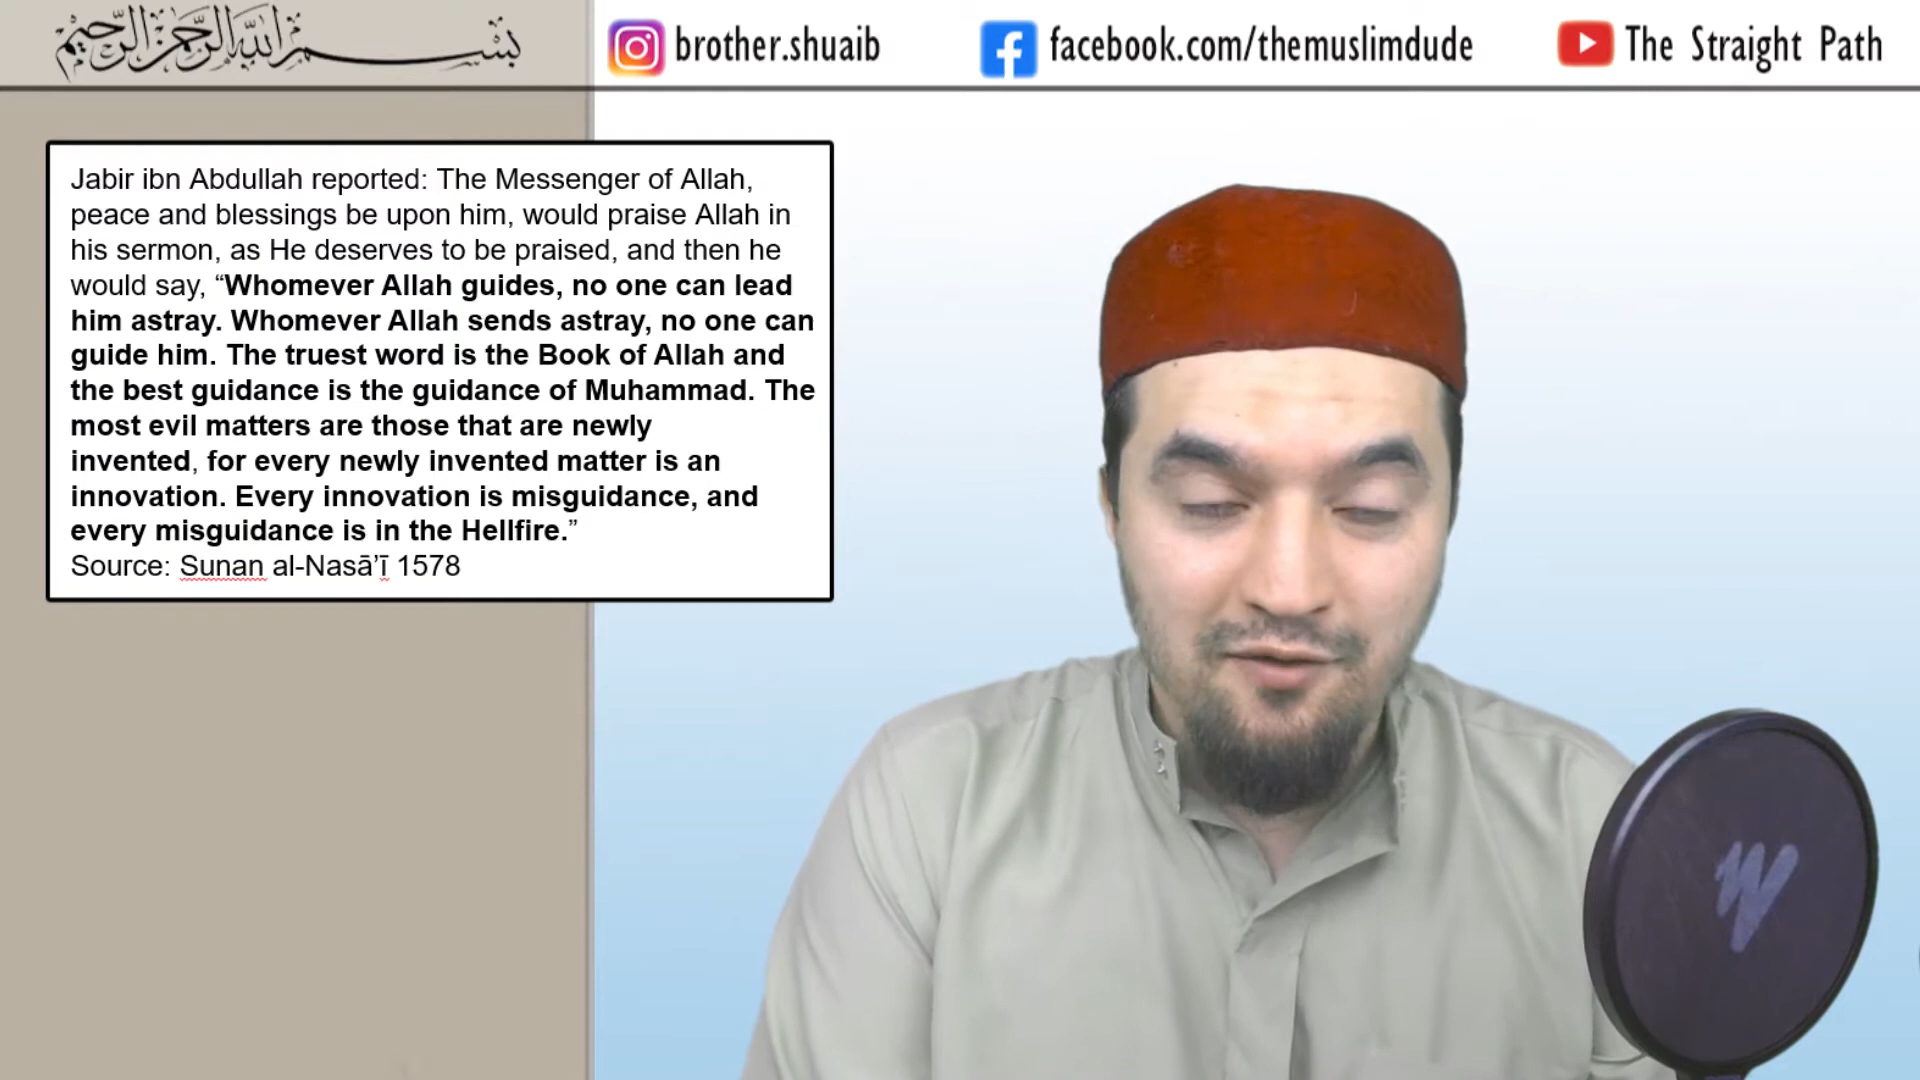 بسم الله الرحمن الرحيم
brother.shuaib
facebook.com/themuslimdude
The Straight Path
Jabir ibn Abdullah reported: The Messenger of Allah,
peace and blessings be upon him, would praise Allah in
his sermon, as He deserves to be praised, and then he
would say, “Whomever Allah guides, no one can lead
him astray. Whomever Allah sends astray, no one can
guide him. The truest word is the Book of Allah and
the best guidance is the guidance of Muhammad. The
most evil matters are those that are newly
invented, for every newly invented matter is an
innovation. Every innovation is misguidance, and
every misguidance is in the Hellfire.”
Source: Sunan al-Nasā’ī 1578